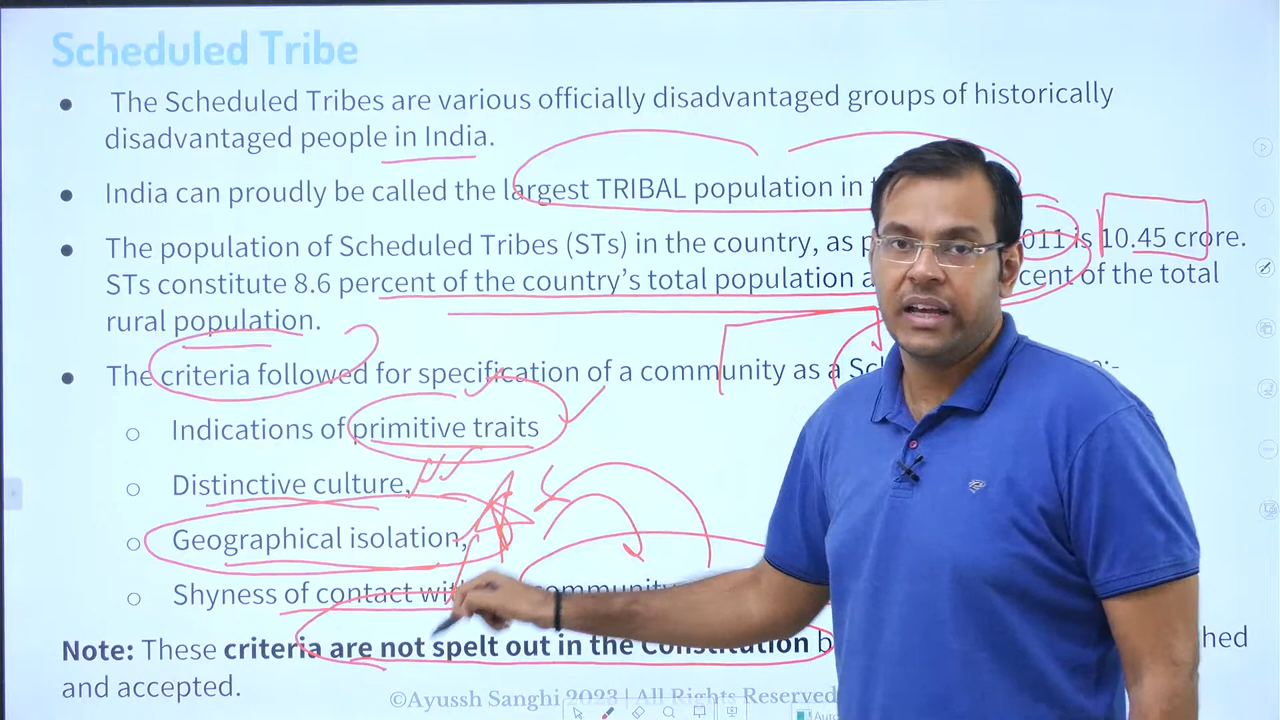 Scheduled Tribe
● The Scheduled Tribes are various officially disadvantaged groups of historically
disadvantaged people in India.
● India can proudly be called the largest TRIBAL population in
● The population of Scheduled Tribes (STs) in the country, as 011 is 10.45 crore.
STs constitute 8.6 percent of the country's total population cent of the total
rural population.
● The criteria followed for specification of a community as a
○ Indications of primitive traits
○ Distinctive culture,
○ Geographical isolation,
○ Shyness of contact
Note: These criteria are not spelt out in the Constitution
and accepted.
©Ayussh Sanghi 2023 | All Rights Reserved